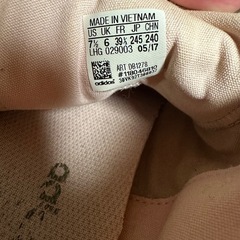 MADE IN VIETNAM
US UK FR JP CHN
7½ 6 39⅓ 245 240
LHG 029003 05/17
ART DB1278
adidas